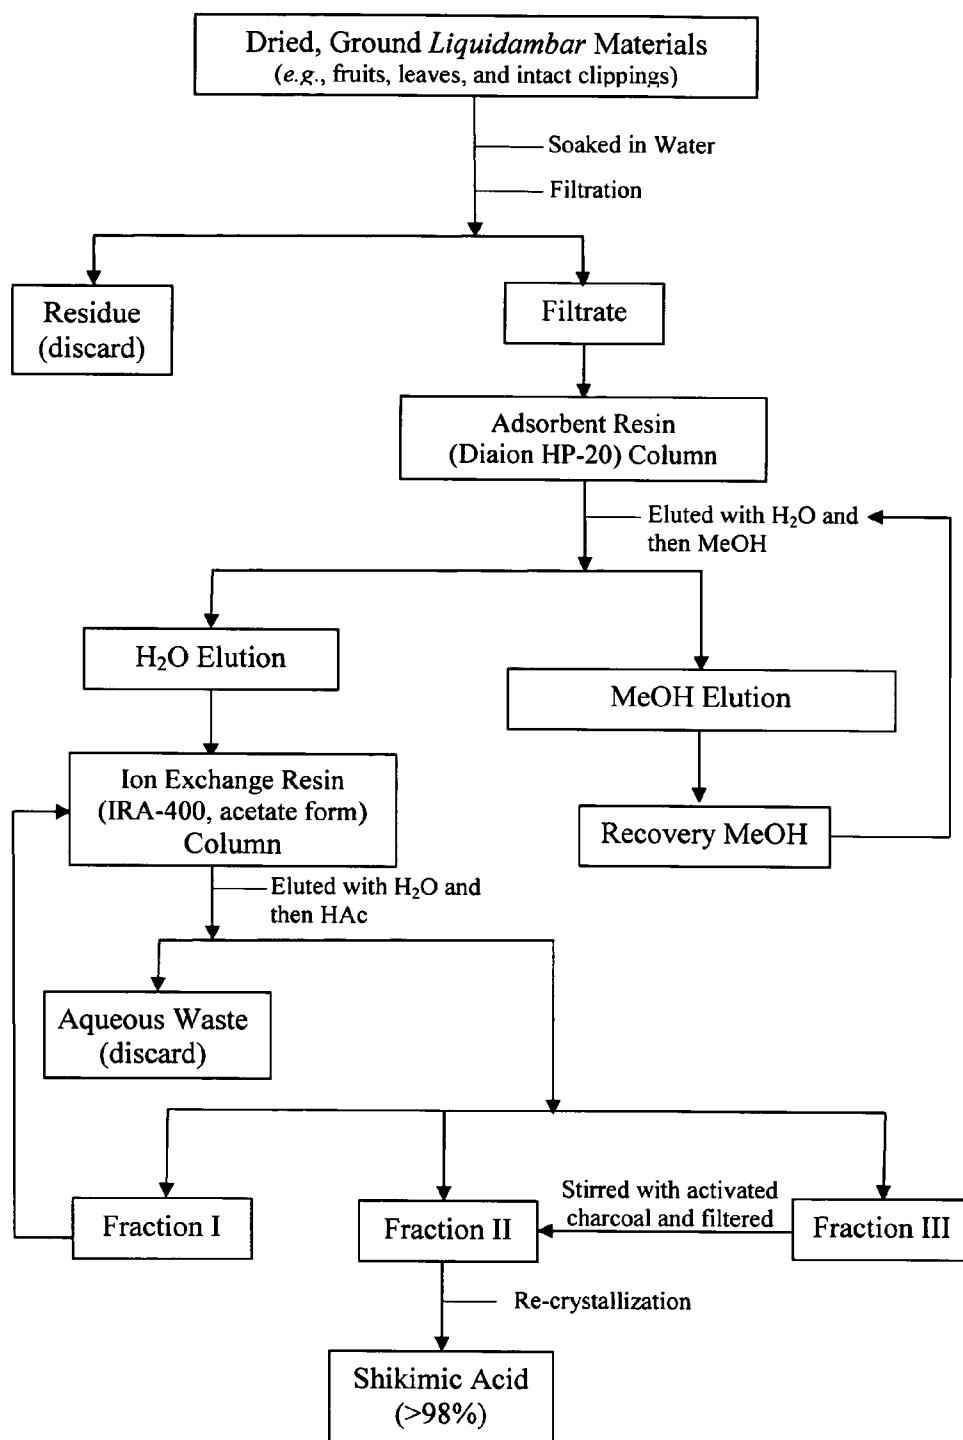 Dried, Ground Liquidambar Materials
(e.g., fruits, leaves, and intact clippings)
Soaked in Water
Filtration
Residue
(discard)
Filtrate
Adsorbent Resin
(Diaion HP-20) Column
Eluted with H₂O and
then MeOH
H₂O Elution
MeOH Elution
Ion Exchange Resin
(IRA-400, acetate form)
Column
Recovery MeOH
Eluted with H₂O and
then HAc
Aqueous Waste
(discard)
Fraction I
Fraction II
Stirred with activated
charcoal and filtered
Fraction III
Re-crystallization
Shikimic Acid
(>98%)